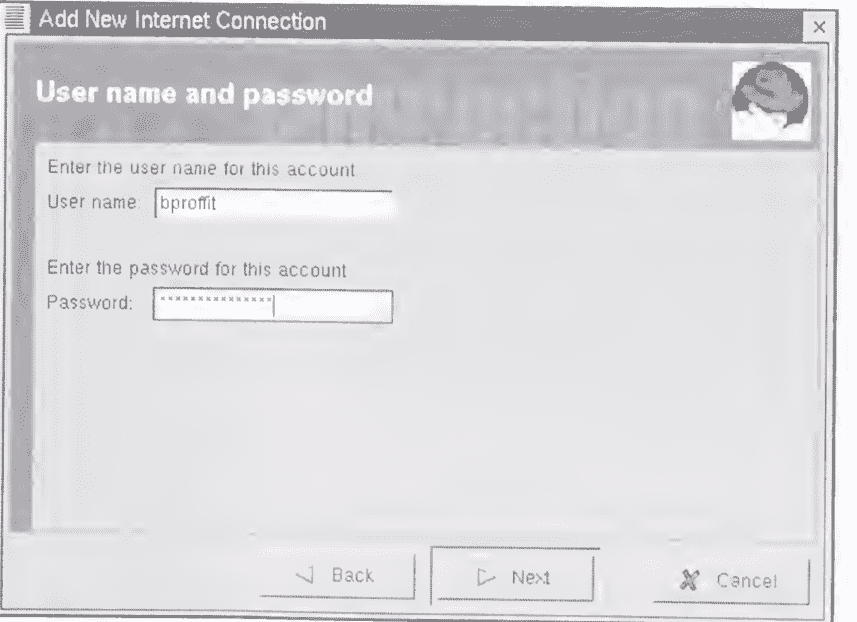 Add New Internet Connection
User name and password
Enter the user name for this account
User name: bproffit
Enter the password for this account
Password: ***************
Back
Next
Cancel